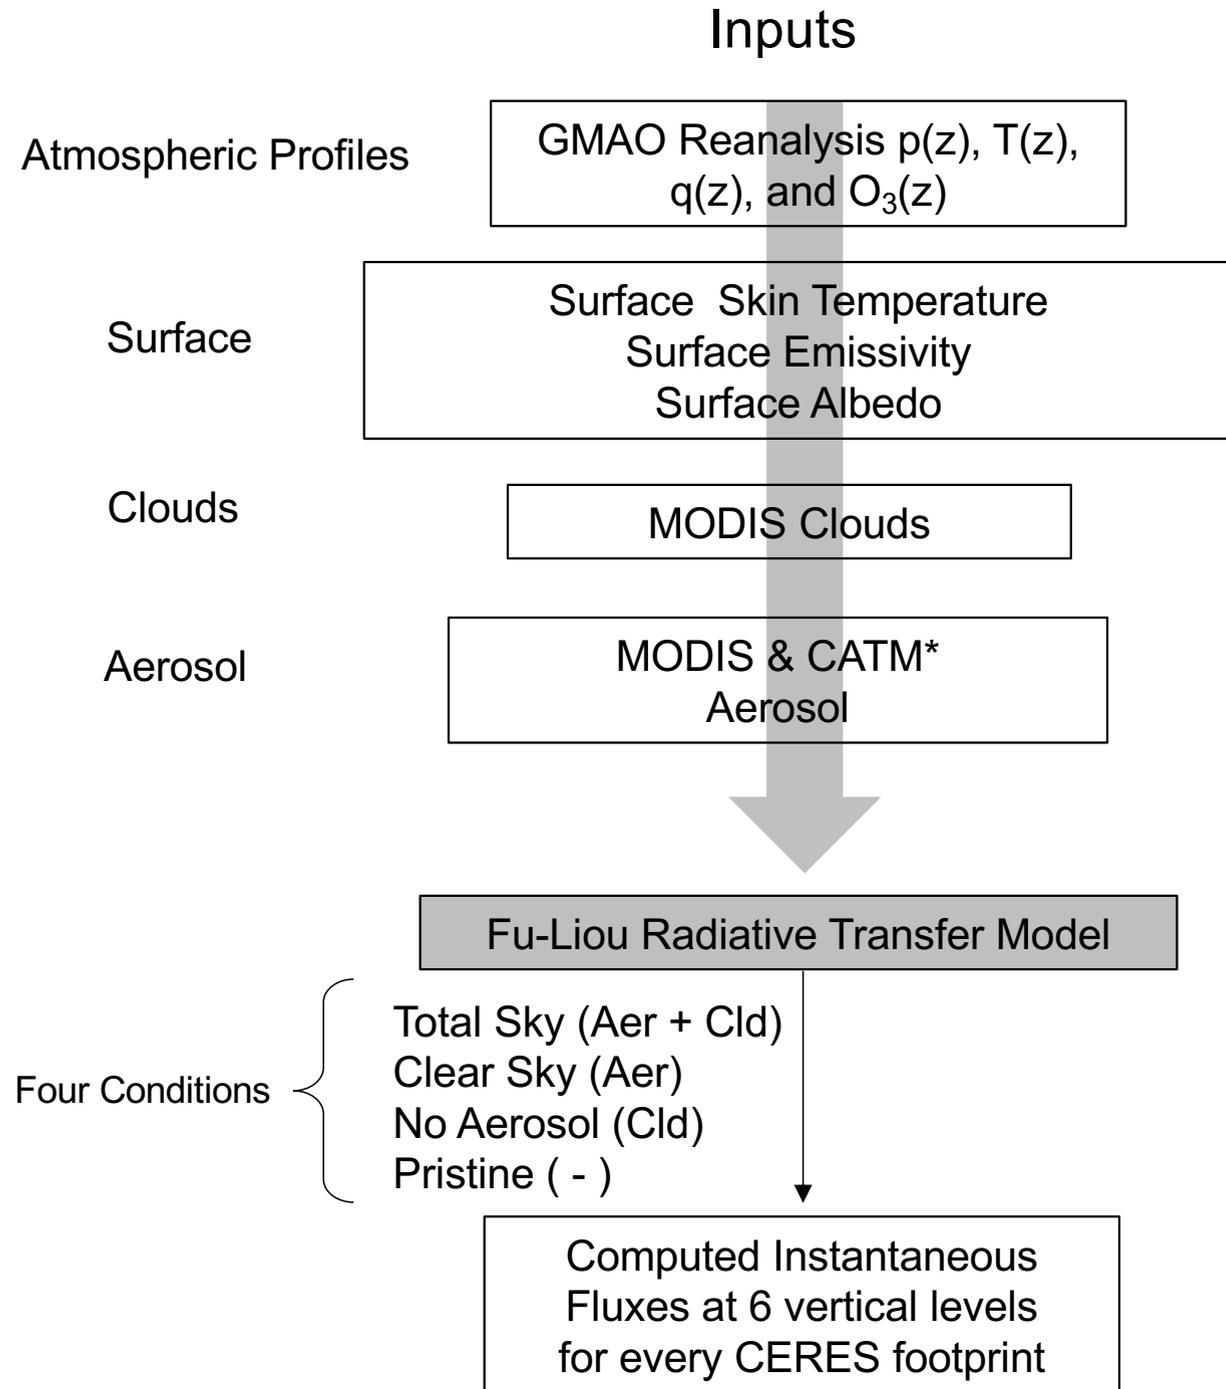 Inputs
Atmospheric Profiles
GMAO Reanalysis p(z), T(z),
q(z), and O₃(z)
Surface
Surface  Skin Temperature
Surface Emissivity
Surface Albedo
Clouds
MODIS Clouds
Aerosol
MODIS & CATM*
Aerosol
Fu-Liou Radiative Transfer Model
Four Conditions
Total Sky (Aer + Cld)
Clear Sky (Aer)
No Aerosol (Cld)
Pristine ( - )
Computed Instantaneous
Fluxes at 6 vertical levels
for every CERES footprint